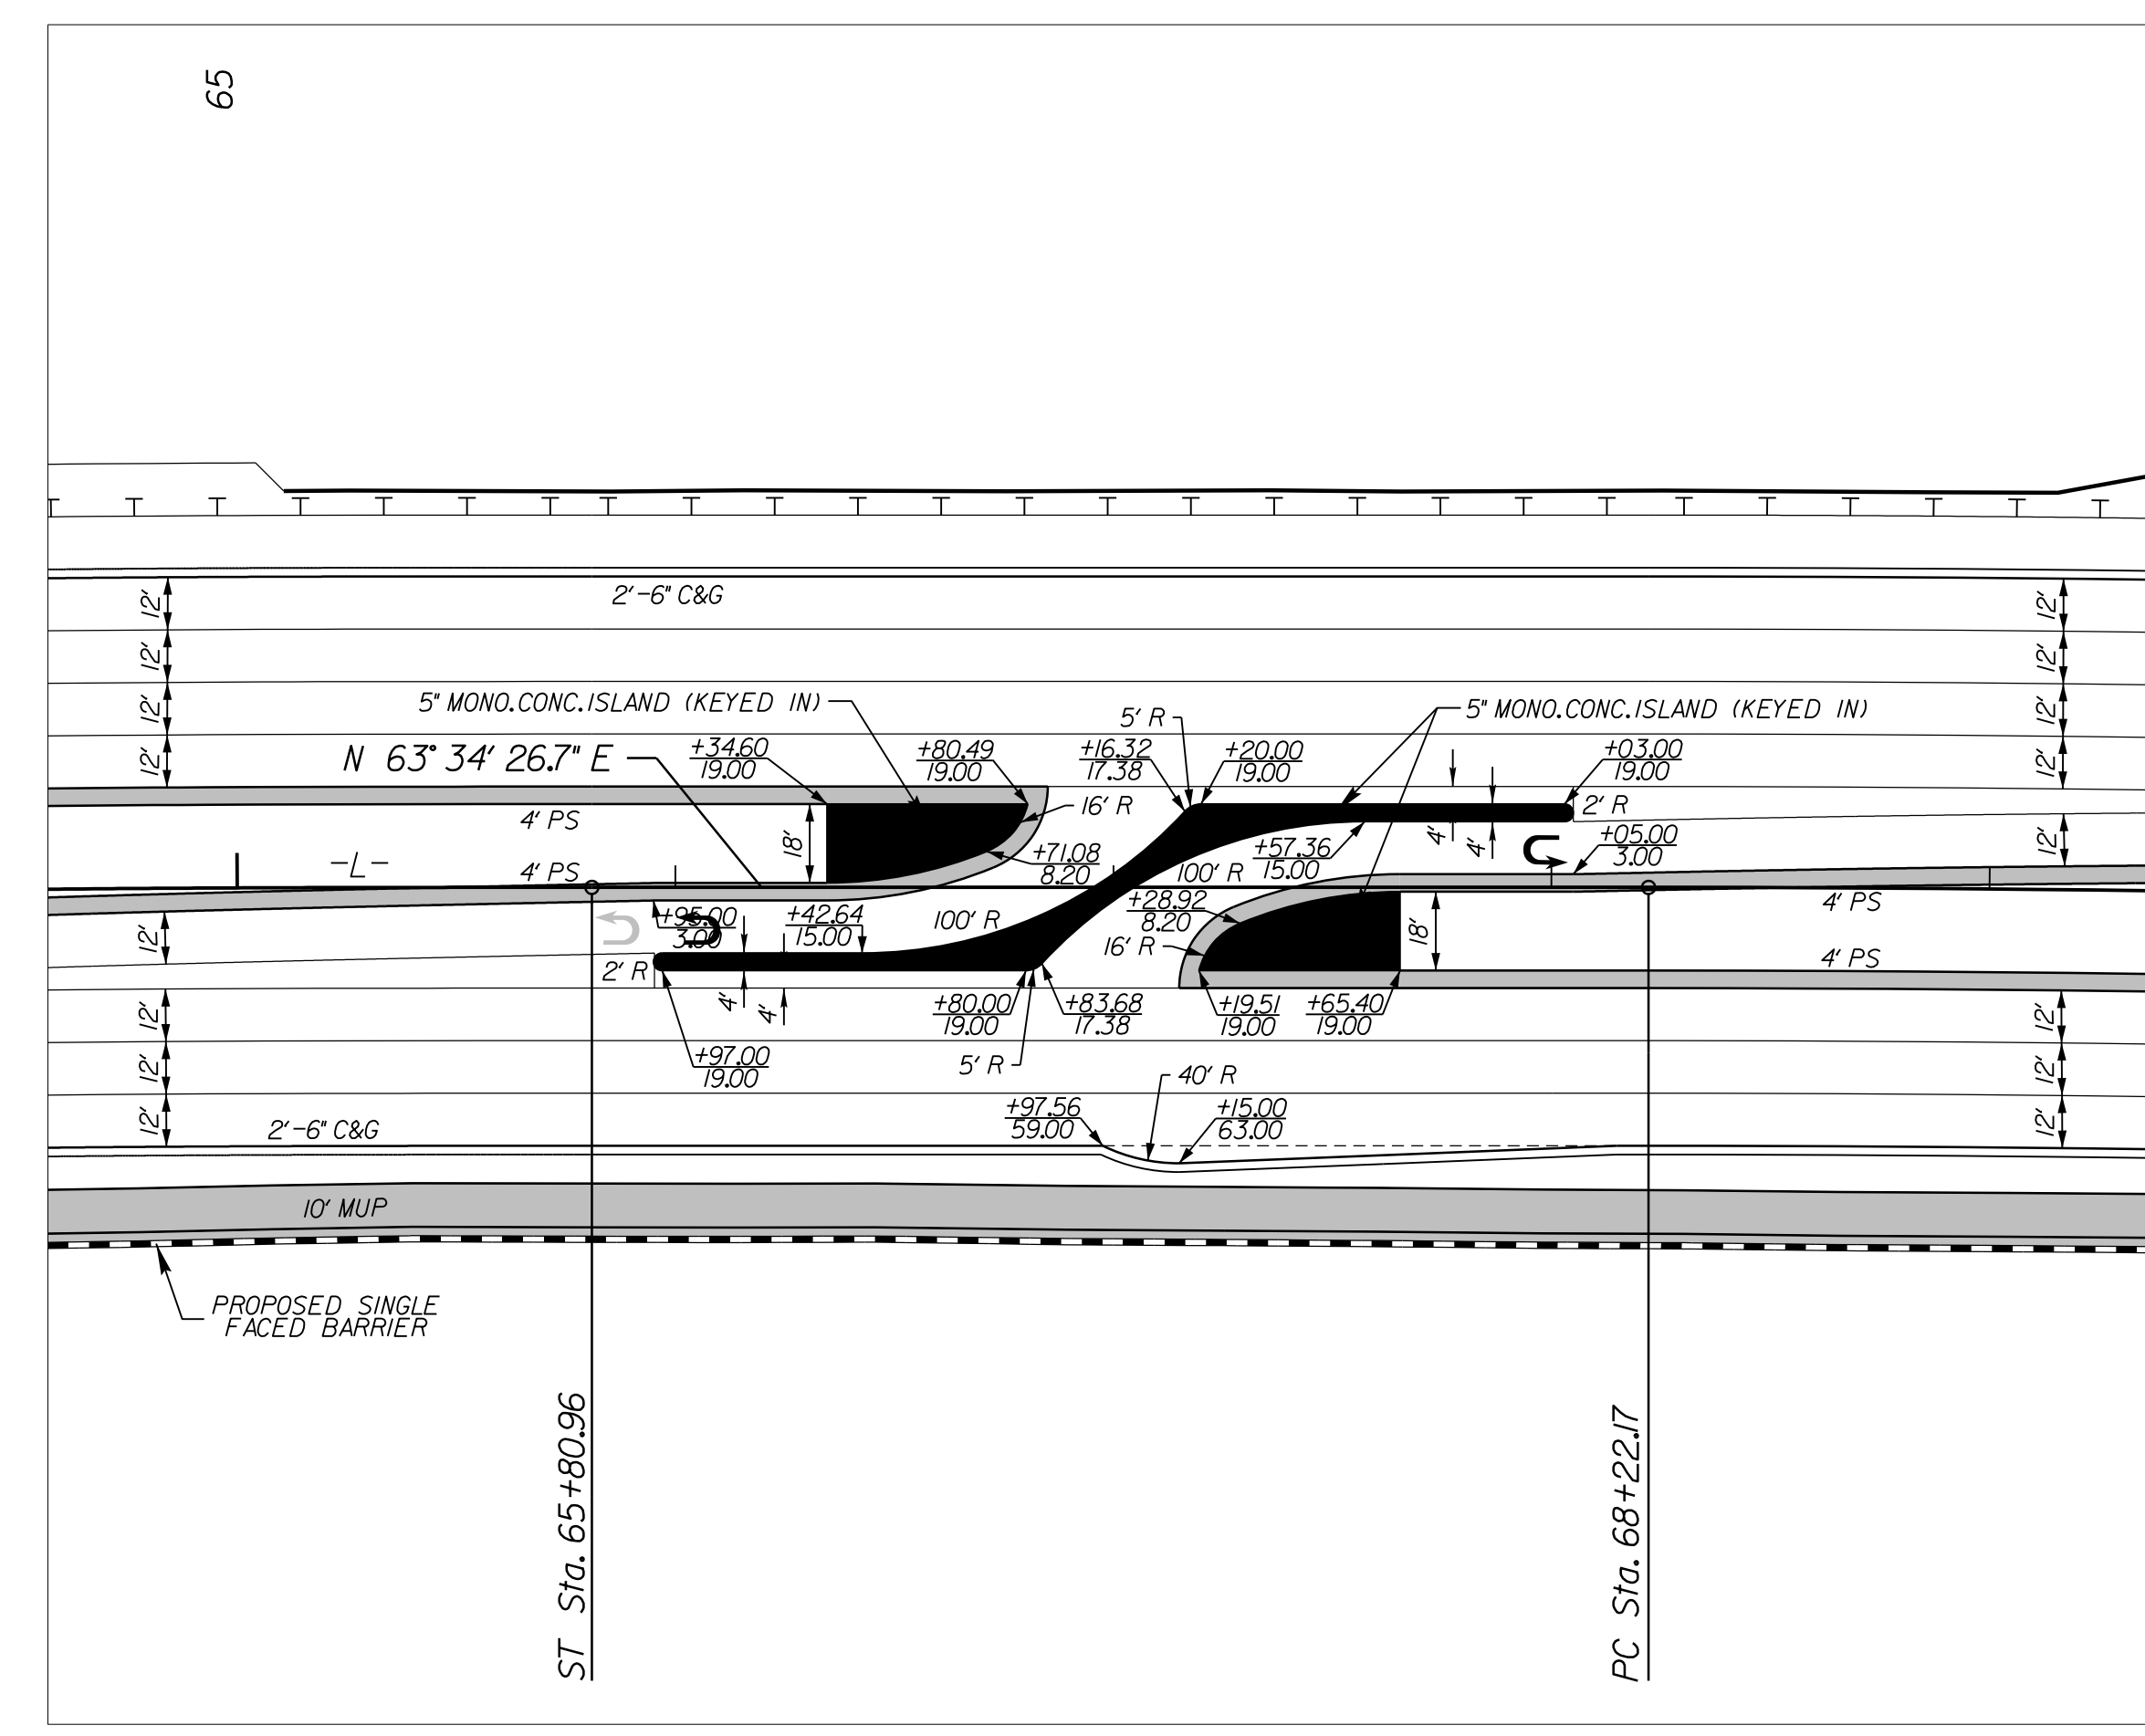 65
2'-6" C&G
12'
12'
12'
12'
12'
12'
12'
12'
5" MONO.CONC.ISLAND (KEYED IN)
5' R
5" MONO.CONC.ISLAND (KEYED IN)
N 63° 34' 26.7" E
+34.60
19.00
+80.49
19.00
+16.32
17.38
+20.00
19.00
+03.00
19.00
4' PS
16' R
2' R
18'
4'
4'
+05.00
3.00
12'
-L-
4' PS
+71.08
8.20
100' R
+57.36
15.00
+95.00
3.00
+42.64
15.00
100' R
+28.92
8.20
4' PS
12'
16' R
18'
4' PS
2' R
4'
4'
+80.00
19.00
+83.68
17.38
+19.51
19.00
+65.40
19.00
12'
12'
12'
12'
12'
12'
+97.00
19.00
5' R
40' R
+97.56
59.00
+15.00
63.00
2'-6" C&G
10' MUP
PROPOSED SINGLE
FACED BARRIER
ST Sta. 65+80.96
PC Sta. 68+22.17